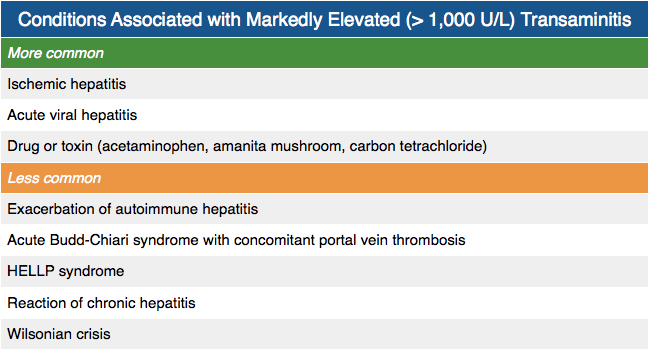 Conditions Associated with Markedly Elevated (> 1,000 U/L) Transaminitis
More common
Ischemic hepatitis
Acute viral hepatitis
Drug or toxin (acetaminophen, amanita mushroom, carbon tetrachloride)
Less common
Exacerbation of autoimmune hepatitis
Acute Budd-Chiari syndrome with concomitant portal vein thrombosis
HELLP syndrome
Reaction of chronic hepatitis
Wilsonian crisis